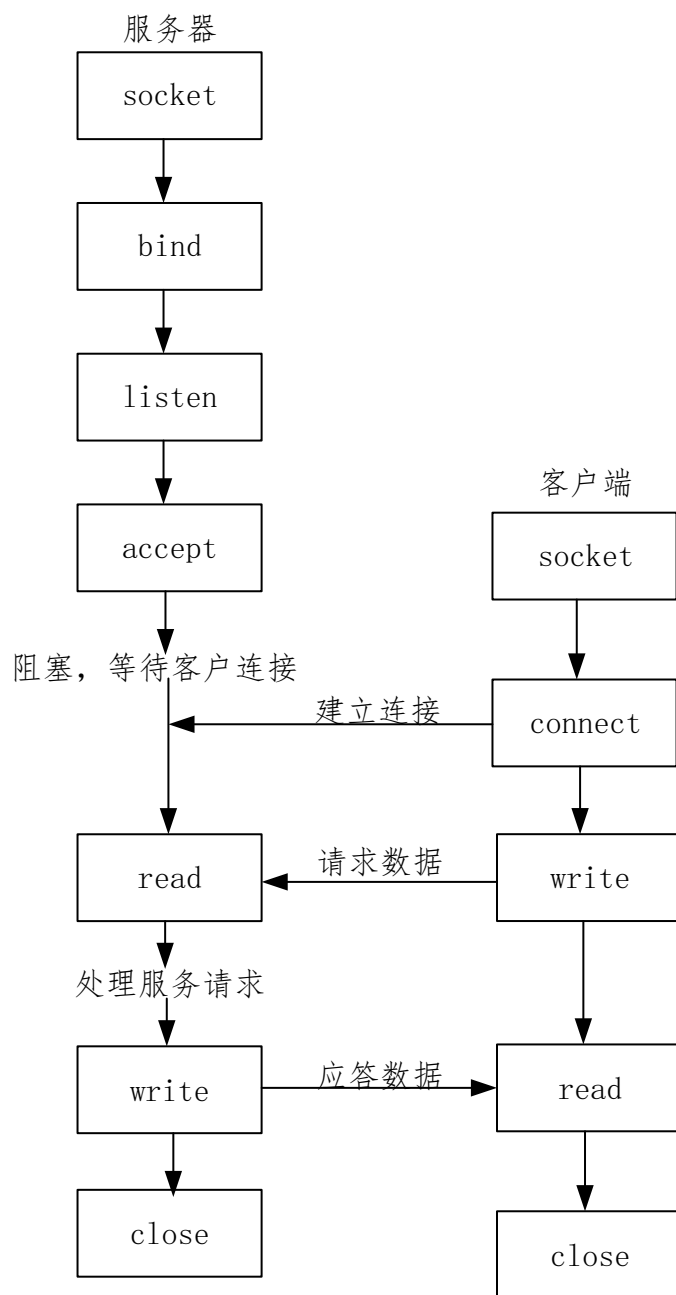 服务器
socket
bind
listen
accept
阻塞，等待客户连接
read
处理服务请求
write
close
客户端
socket
建立连接
connect
请求数据
write
应答数据
read
close